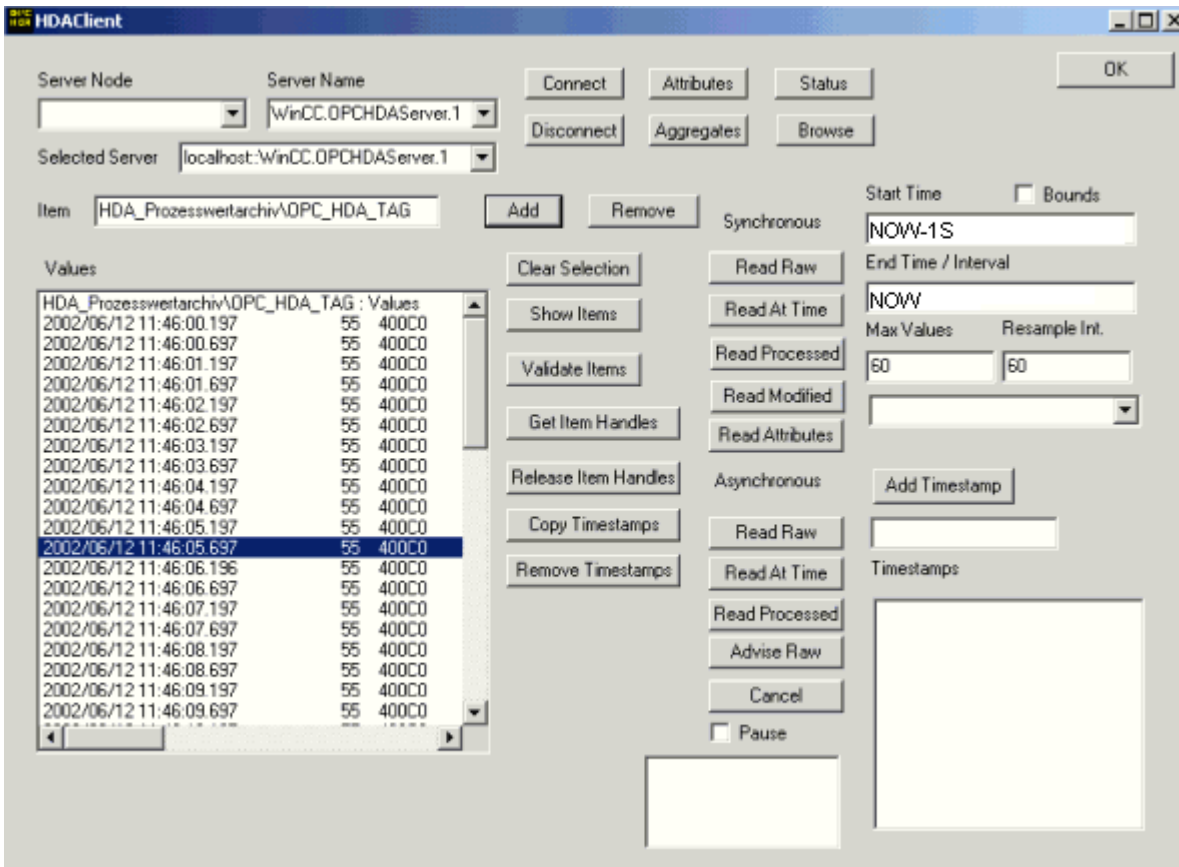 OPC HDA HDAClient
Server Node Server Name Connect Attributes Status OK
WinCC.OPCHDAServer.1 Disconnect Aggregates Browse
Selected Server localhost::WinCC.OPCHDAServer.1
Item HDA_Prozesswertarchiv\OPC_HDA_TAG Add Remove
Values
HDA_Prozesswertarchiv\OPC_HDA_TAG : Values
2002/06/12 11:46:00.197 55 400C0
2002/06/12 11:46:00.697 55 400C0
2002/06/12 11:46:01.197 55 400C0
2002/06/12 11:46:01.697 55 400C0
2002/06/12 11:46:02.197 55 400C0
2002/06/12 11:46:02.697 55 400C0
2002/06/12 11:46:03.197 55 400C0
2002/06/12 11:46:03.697 55 400C0
2002/06/12 11:46:04.197 55 400C0
2002/06/12 11:46:04.697 55 400C0
2002/06/12 11:46:05.197 55 400C0
2002/06/12 11:46:05.697 55 400C0
2002/06/12 11:46:06.196 55 400C0
2002/06/12 11:46:06.697 55 400C0
2002/06/12 11:46:07.197 55 400C0
2002/06/12 11:46:07.697 55 400C0
2002/06/12 11:46:08.197 55 400C0
2002/06/12 11:46:08.697 55 400C0
2002/06/12 11:46:09.197 55 400C0
2002/06/12 11:46:09.697 55 400C0
Clear Selection
Show Items
Validate Items
Get Item Handles
Release Item Handles
Copy Timestamps
Remove Timestamps
Synchronous
Read Raw
Read At Time
Read Processed
Read Modified
Read Attributes
Asynchronous
Read Raw
Read At Time
Read Processed
Advise Raw
Cancel
Pause
Start Time Bounds
NOW-1S
End Time / Interval
NOW
Max Values Resample Int.
60 60
Add Timestamp
Timestamps